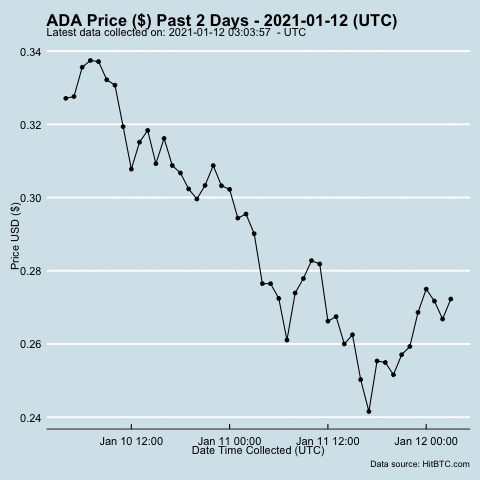 ADA Price ($) Past 2 Days - 2021-01-12 (UTC)
Latest data collected on: 2021-01-12 03:03:57 - UTC
0.34
0.32
0.30
0.28
0.26
0.24
Price USD ($)
Jan 10 12:00
Jan 11 00:00
Jan 11 12:00
Jan 12 00:00
Date Time Collected (UTC)
Data source: HitBTC.com